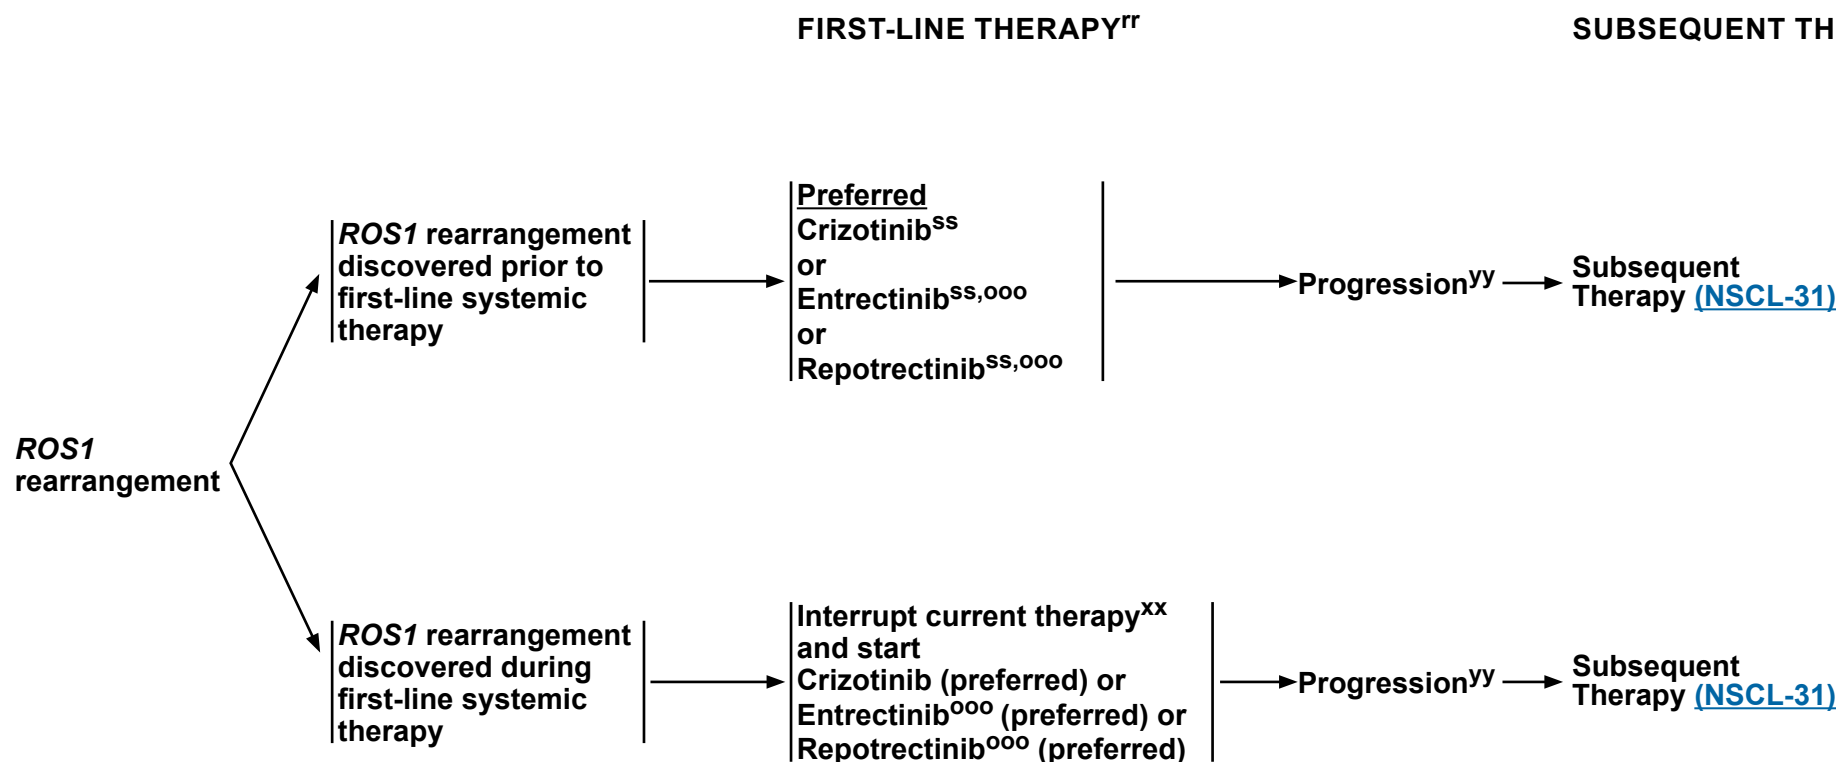 FIRST-LINE THERAPYrr
SUBSEQUENT TH
ROS1 rearrangement
discovered prior to
first-line systemic
therapy
Preferred
Crizotinibss
or
Entrectinibss,ooo
or
Repotrectinibss,ooo
Progressionyy
Subsequent
Therapy (NSCL-31)
ROS1
rearrangement
ROS1 rearrangement
discovered during
first-line systemic
therapy
Interrupt current therapyxx
and start
Crizotinib (preferred) or
Entrectinibooo (preferred) or
Repotrectinibooo (preferred)
Progressionyy
Subsequent
Therapy (NSCL-31)